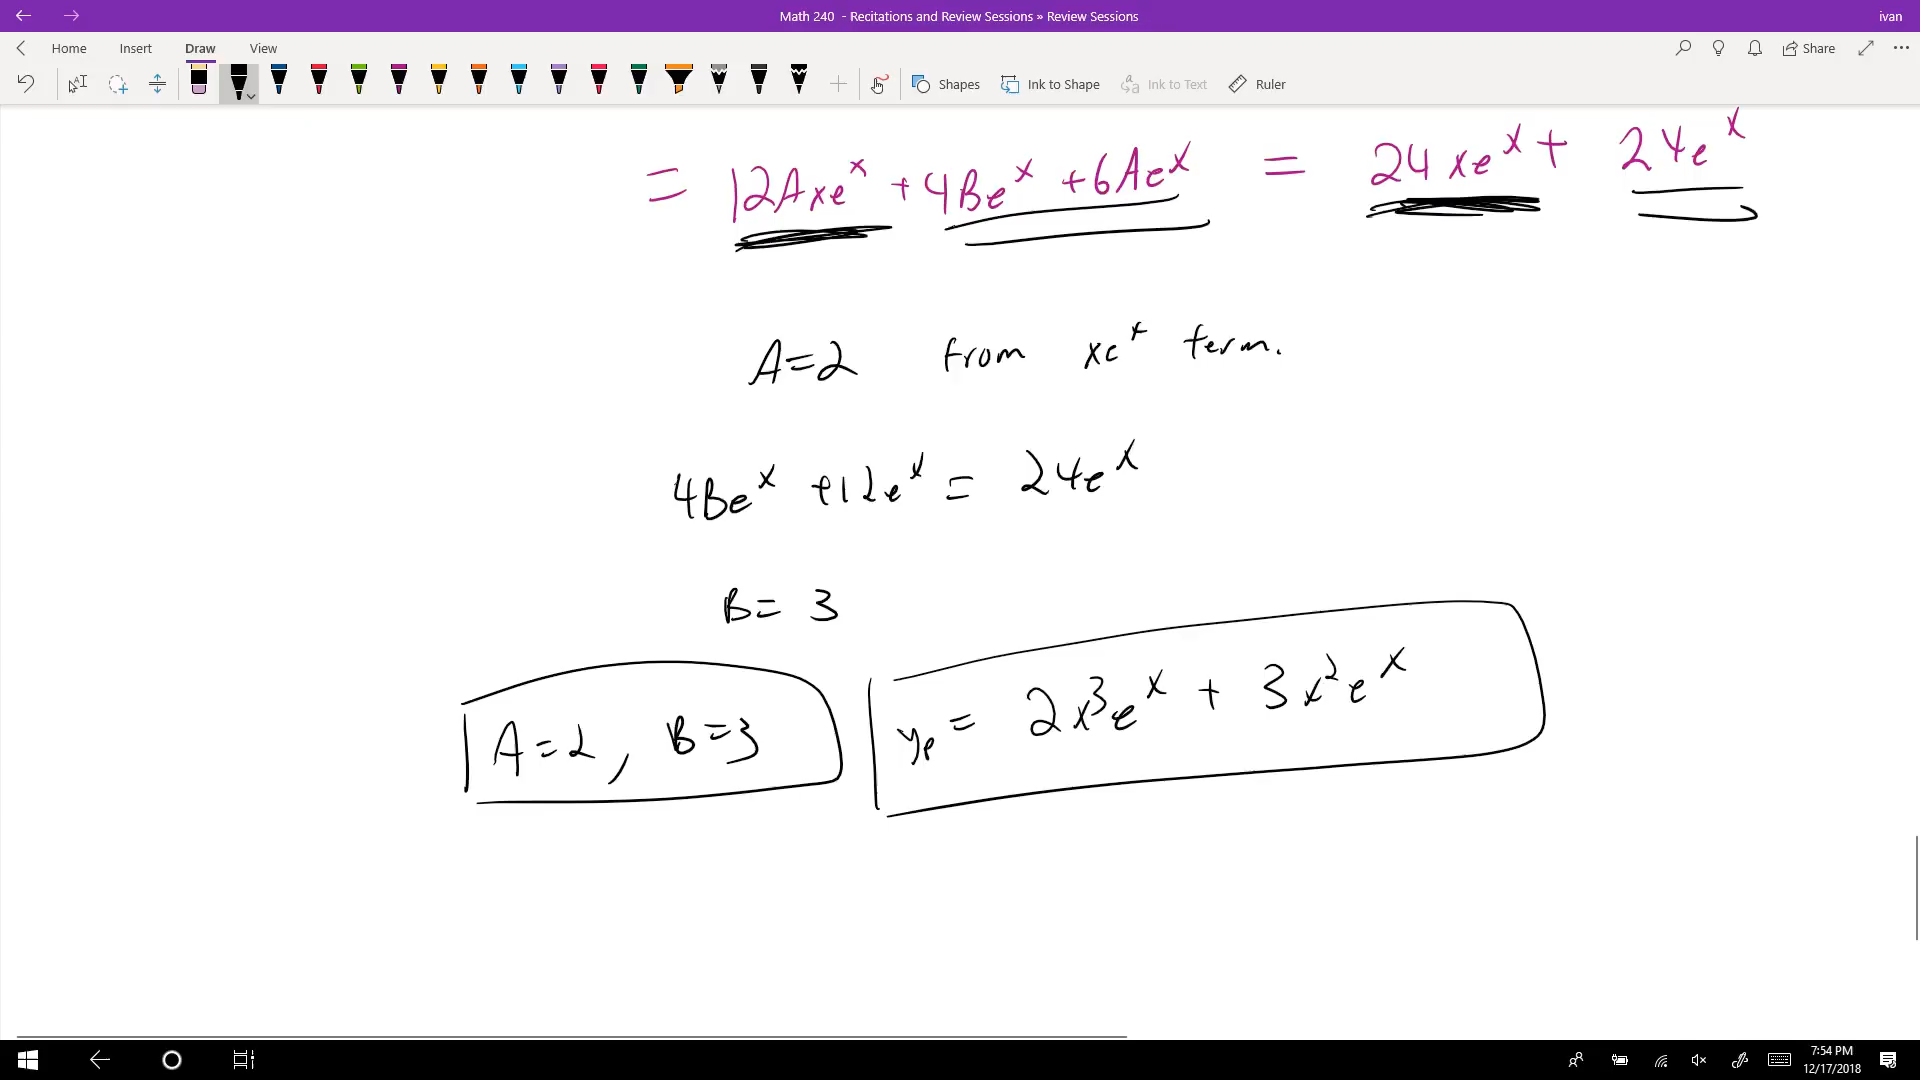 Math 240 - Recitations and Review Sessions » Review Sessions
ivan
Home Insert Draw View
Share
Shapes Ink to Shape Ink to Text Ruler
= 12Axe^x + 4Be^x + 6Ae^x = 24xe^x + 24e^x
A=2 from xe^x term.
4Be^x + 12e^x = 24e^x
B= 3
A=2, B=3
yp = 2x^3e^x + 3x^2e^x
7:54 PM
12/17/2018